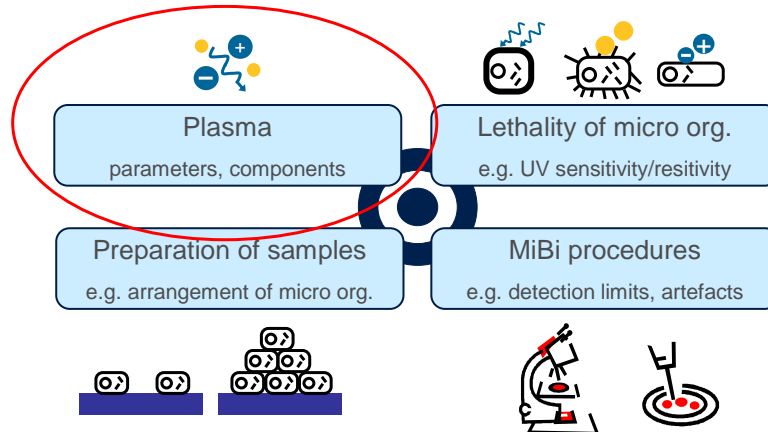 Plasma
parameters, components
Lethality of micro org.
e.g. UV sensitivity/resitivity
Preparation of samples
e.g. arrangement of micro org.
MiBi procedures
e.g. detection limits, artefacts